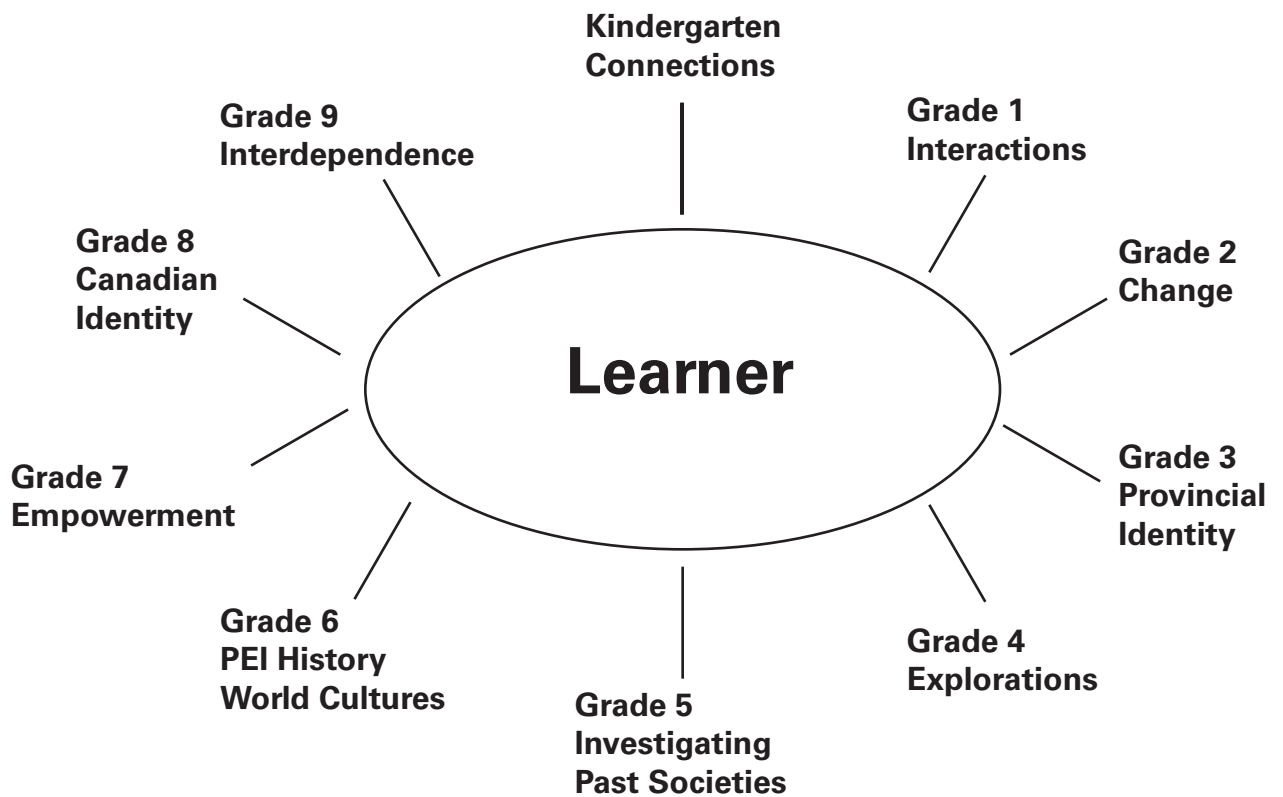 Kindergarten
Connections
Grade 1
Interactions
Grade 2
Change
Grade 3
Provincial
Identity
Grade 4
Explorations
Grade 5
Investigating
Past Societies
Grade 6
PEI History
World Cultures
Grade 7
Empowerment
Grade 8
Canadian
Identity
Grade 9
Interdependence
Learner